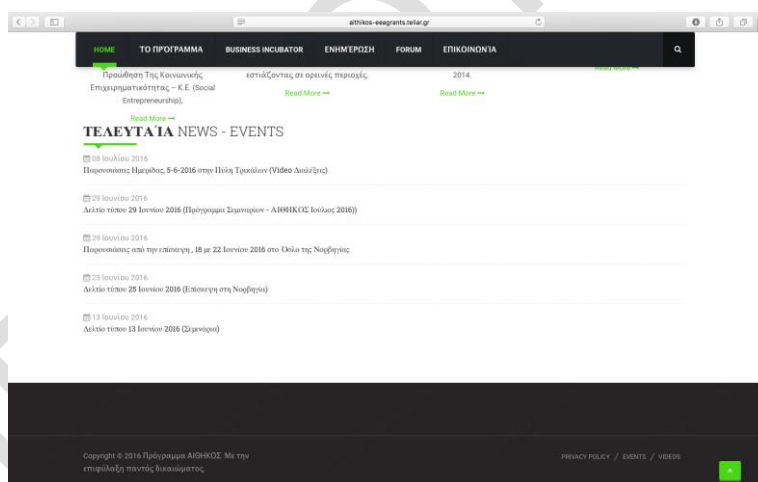 aithikos-eeagrants.teilar.gr
HOME ΤΟ ΠΡΌΓΡΑΜΜΑ BUSINESS INCUBATOR ΕΝΗΜΈΡΩΣΗ FORUM ΕΠΙΚΟΙΝΩΝΊΑ
Προώθηση Της Κοινωνικής
Επιχειρηματικότητας – Κ.Ε. (Social
Entrepreneurship),
Read More →
εστιάζοντας σε ορεινές περιοχές.
Read More →
2014.
Read More →
Read More →
ΤΕΛΕΥΤΑΊΑ NEWS - EVENTS
08 Ιουλίου 2016
Παρουσιάσεις Ημερίδας, 5-6-2016 στην Πύλη Τρικάλων (Video Διαλέξεις)
29 Ιουνίου 2016
Δελτίο τύπου 29 Ιουνίου 2016 (Πρόγραμμα Σεμιναρίων - ΑΙΘΗΚΟΣ Ιούλιος 2016))
29 Ιουνίου 2016
Παρουσιάσεις από την επίσκεψη , 18 με 22 Ιουνίου 2016 στο Όσλο της Νορβηγίας
25 Ιουνίου 2016
Δελτίο τύπου 25 Ιουνίου 2016 (Επίσκεψη στη Νορβηγία)
13 Ιουνίου 2016
Δελτίο τύπου 13 Ιουνίου 2016 (Σεμινάρια)
Copyright © 2016 Πρόγραμμα ΑΙΘΗΚΟΣ. Με την
επιφύλαξη παντός δικαιώματος.
PRIVACY POLICY / EVENTS / VIDEOS